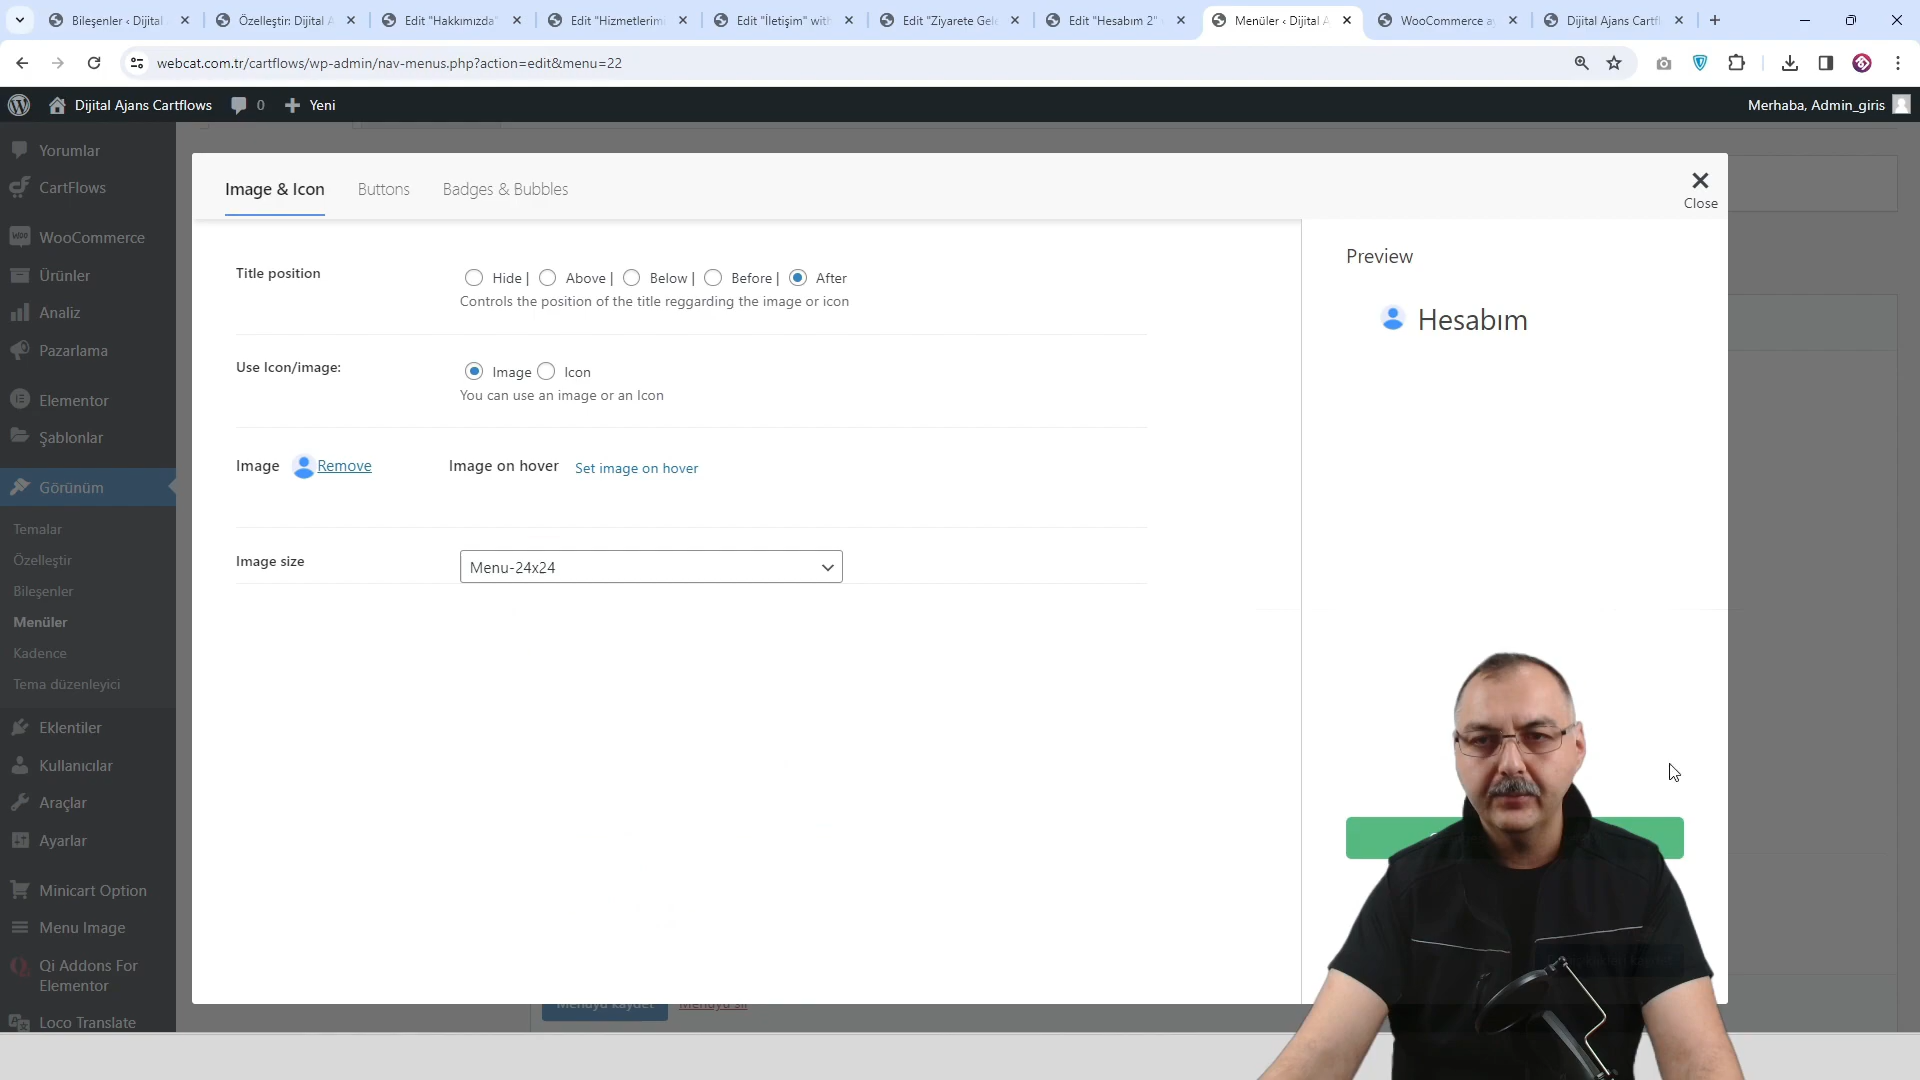 Bileşenler ‹ Dijital
Özelleştir: Dijital A
Edit "Hakkımızda"
Edit "Hizmetlerim
Edit "İletişim" with
Edit "Ziyarete Gel
Edit "Hesabım 2"
Menüler ‹ Dijital A
WooCommerce ay
Dijital Ajans Cartfl
webcat.com.tr/cartflows/wp-admin/nav-menus.php?action=edit&menu=22
Dijital Ajans Cartflows 0 Yeni
Merhaba, Admin_giris
Yorumlar
CartFlows
WooCommerce
Ürünler
Analiz
Pazarlama
Elementor
Şablonlar
Görünüm
Temalar
Özelleştir
Bileşenler
Menüler
Kadence
Tema düzenleyici
Eklentiler
Kullanıcılar
Araçlar
Ayarlar
Minicart Option
Menu Image
Qi Addons For
Elementor
Loco Translate
Image & Icon Buttons Badges & Bubbles
Close
Title position
Hide | Above | Below | Before | After
Controls the position of the title reggarding the image or icon
Use Icon/image:
Image Icon
You can use an image or an Icon
Image Remove Image on hover Set image on hover
Image size Menu-24x24
Preview
Hesabım
Menüyü kaydet Menüyü sil